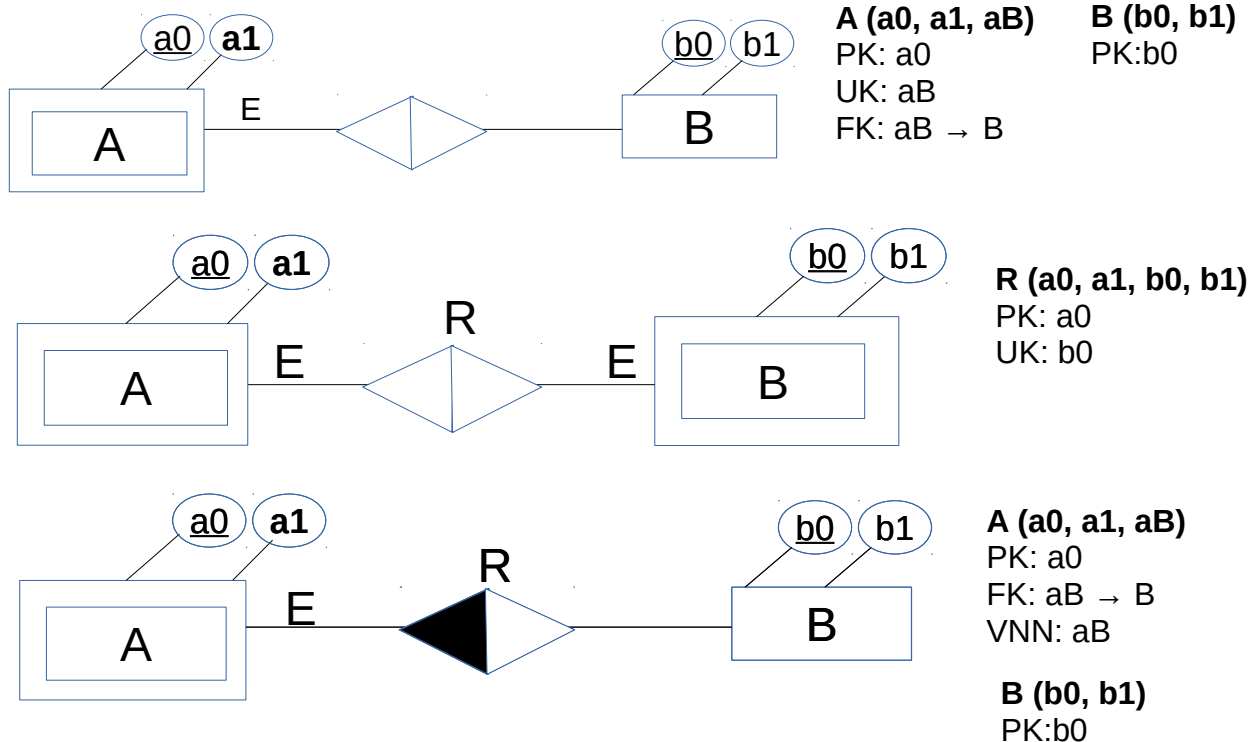 a0 a1
b0 b1
E
A
B
A (a0, a1, aB)
PK: a0
UK: aB
FK: aB → B
B (b0, b1)
PK:b0
a0 a1
b0 b1
R
E
E
A
B
R (a0, a1, b0, b1)
PK: a0
UK: b0
a0 a1
b0 b1
R
E
A
B
A (a0, a1, aB)
PK: a0
FK: aB → B
VNN: aB
B (b0, b1)
PK:b0